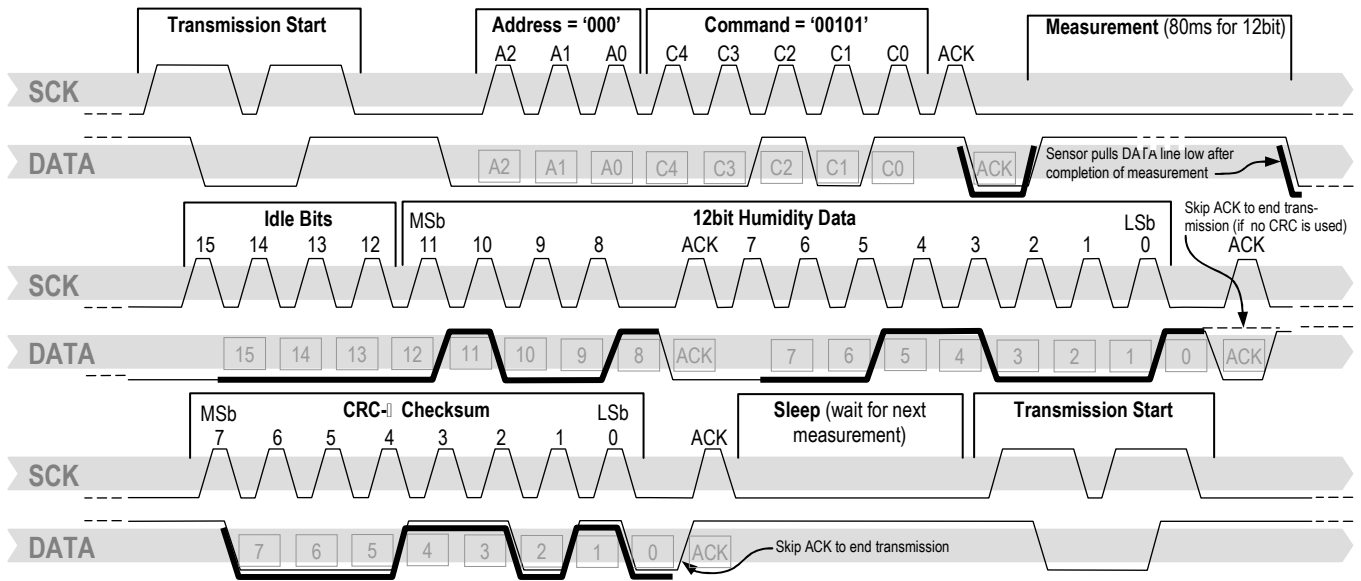 Transmission Start Address = ‘000’ Command = ‘00101’ Measurement (80ms for 12bit)
A2 A1 A0 C4 C3 C2 C1 C0 ACK
SCK
DATA A2 A1 A0 C4 C3 C2 C1 C0 ACK
Sensor pulls DATA line low after
completion of measurement
Skip ACK to end trans-
mission (if no CRC is used)
Idle Bits MSb 12bit Humidity Data LSb
15 14 13 12 11 10 9 8 ACK 7 6 5 4 3 2 1 0 ACK
SCK
DATA 15 14 13 12 11 10 9 8 ACK 7 6 5 4 3 2 1 0 ACK
MSb CRC- Checksum LSb Sleep (wait for next
measurement)
Transmission Start
7 6 5 4 3 2 1 0 ACK
SCK
DATA 7 6 5 4 3 2 1 0 ACK
Skip ACK to end transmission